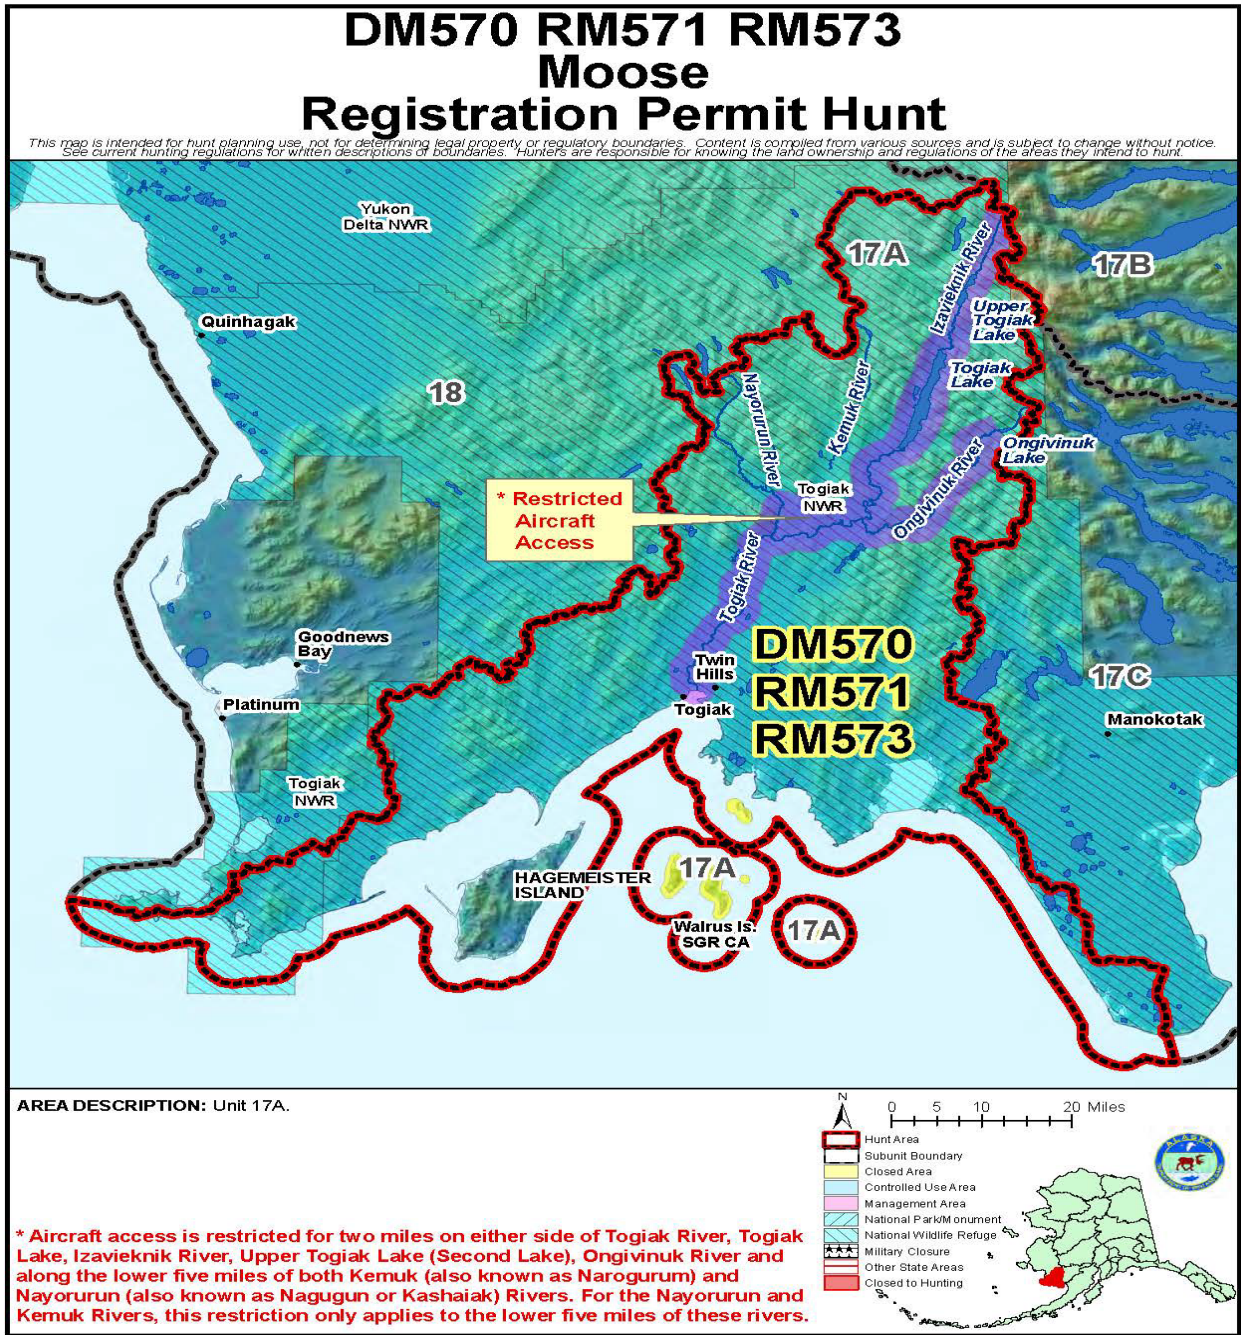 DM570 RM571 RM573
Moose
Registration Permit Hunt
This map is intended for hunt planning use, not for determining legal property or regulatory boundaries. Content is compiled from various sources and is subject to change without notice.
See current hunting regulations for written descriptions of boundaries. Hunters are responsible for knowing the land ownership and regulations of the areas they intend to hunt.
Yukon
Delta NWR
17A
17B
Izavieknik River
Upper
Togiak
Lake
Quinhagak
Togiak
Lake
18
Nayorurun River
Kemuk River
Ongivinuk
Lake
Ongivinuk River
Togiak
NWR
* Restricted
Aircraft
Access
Togiak River
Goodnews
Bay
DM570
RM571
RM573
Twin
Hills
17C
Togiak
Platinum
Manokotak
Togiak
NWR
17A
HAGEMEISTER
ISLAND
Walrus Is.
SGR CA
17A
AREA DESCRIPTION: Unit 17A.
N
0 5 10 20 Miles
Hunt Area
Subunit Boundary
Closed Area
Controlled Use Area
Management Area
National Park/Monument
National Wildlife Refuge
Military Closure
Other State Areas
Closed to Hunting
ALASKA
* Aircraft access is restricted for two miles on either side of Togiak River, Togiak
Lake, Izavieknik River, Upper Togiak Lake (Second Lake), Ongivinuk River and
along the lower five miles of both Kemuk (also known as Narogurum) and
Nayorurun (also known as Nagugun or Kashaiak) Rivers. For the Nayorurun and
Kemuk Rivers, this restriction only applies to the lower five miles of these rivers.